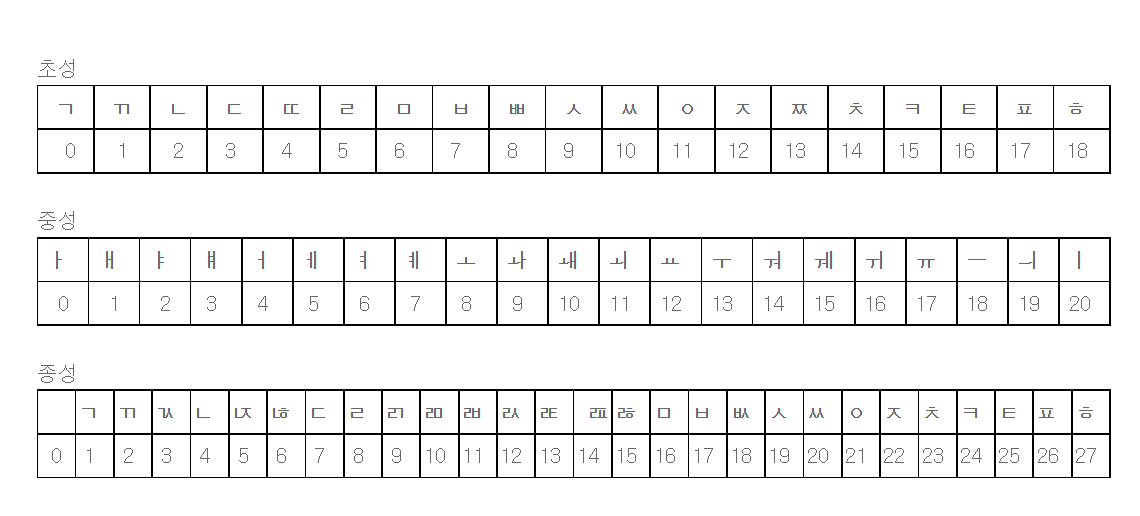 초성
ㄱ ㄲ ㄴ ㄷ ㄸ ㄹ ㅁ ㅂ ㅃ ㅅ ㅆ ㅇ ㅈ ㅉ ㅊ ㅋ ㅌ ㅍ ㅎ
0 1 2 3 4 5 6 7 8 9 10 11 12 13 14 15 16 17 18
중성
ㅏ ㅐ ㅑ ㅒ ㅓ ㅔ ㅕ ㅖ ㅗ ㅘ ㅙ ㅚ ㅛ ㅜ ㅝ ㅞ ㅟ ㅠ ㅡ ㅢ ㅣ
0 1 2 3 4 5 6 7 8 9 10 11 12 13 14 15 16 17 18 19 20
종성
ㄱ ㄲ ㄳ ㄴ ㄵ ㄶ ㄷ ㄹ ㄺ ㄻ ㄼ ㄽ ㄾ ㄿ ㅀ ㅁ ㅂ ㅄ ㅅ ㅆ ㅇ ㅈ ㅊ ㅋ ㅌ ㅍ ㅎ
0 1 2 3 4 5 6 7 8 9 10 11 12 13 14 15 16 17 18 19 20 21 22 23 24 25 26 27